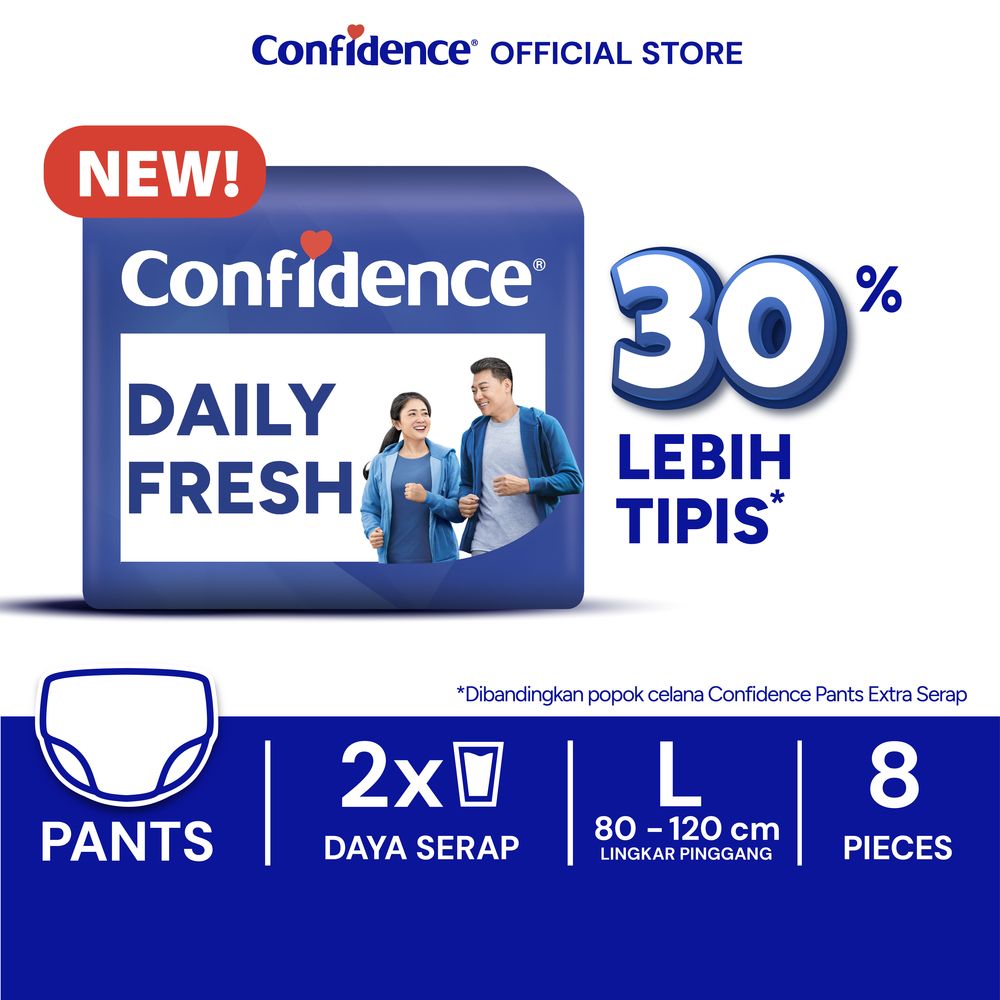 Confidence® OFFICIAL STORE
NEW!
Confidence®
DAILY
FRESH
30%
LEBIH
TIPIS*
*Dibandingkan popok celana Confidence Pants Extra Serap
PANTS
2x
DAYA SERAP
L
80 - 120 cm
LINGKAR PINGGANG
8
PIECES